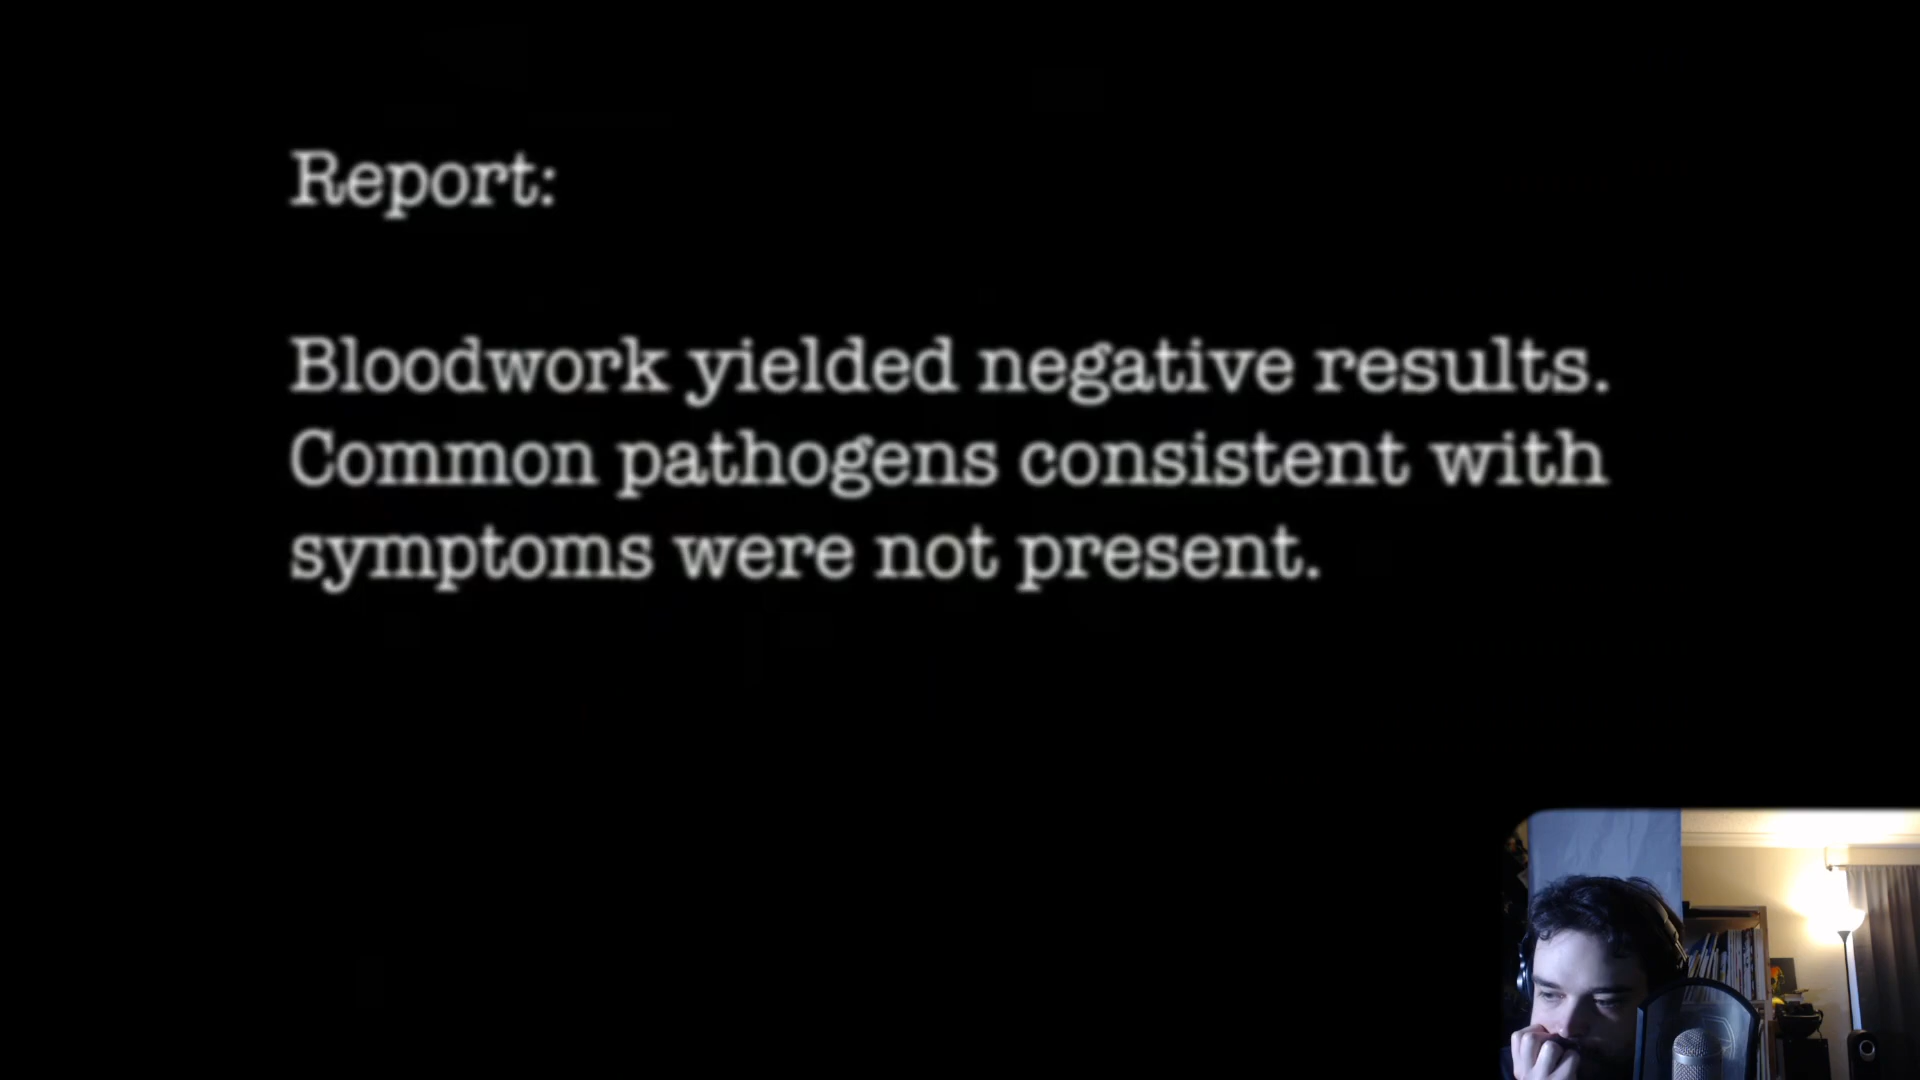 Report:
Bloodwork yielded negative results.
Common pathogens consistent with
symptoms were not present.